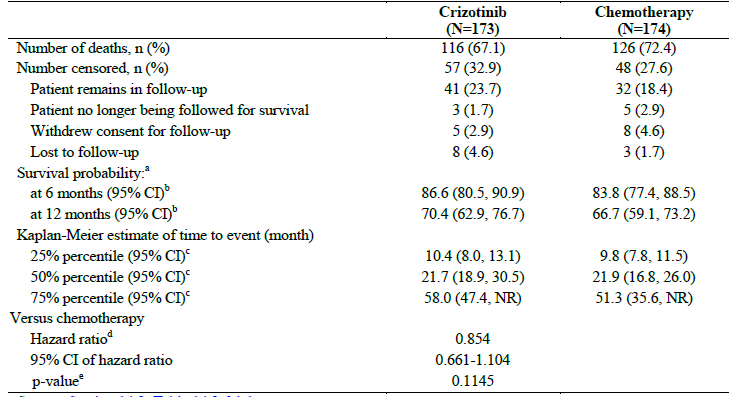 Crizotinib Chemotherapy
(N=173) (N=174)
Number of deaths, n (%) 116 (67.1) 126 (72.4)
Number censored, n (%) 57 (32.9) 48 (27.6)
Patient remains in follow-up 41 (23.7) 32 (18.4)
Patient no longer being followed for survival 3 (1.7) 5 (2.9)
Withdrew consent for follow-up 5 (2.9) 8 (4.6)
Lost to follow-up 8 (4.6) 3 (1.7)
Survival probability:a
at 6 months (95% CI)b 86.6 (80.5, 90.9) 83.8 (77.4, 88.5)
at 12 months (95% CI)b 70.4 (62.9, 76.7) 66.7 (59.1, 73.2)
Kaplan-Meier estimate of time to event (month)
25% percentile (95% CI)c 10.4 (8.0, 13.1) 9.8 (7.8, 11.5)
50% percentile (95% CI)c 21.7 (18.9, 30.5) 21.9 (16.8, 26.0)
75% percentile (95% CI)c 58.0 (47.4, NR) 51.3 (35.6, NR)
Versus chemotherapy
Hazard ratiod 0.854
95% CI of hazard ratio 0.661-1.104
p-valuee 0.1145